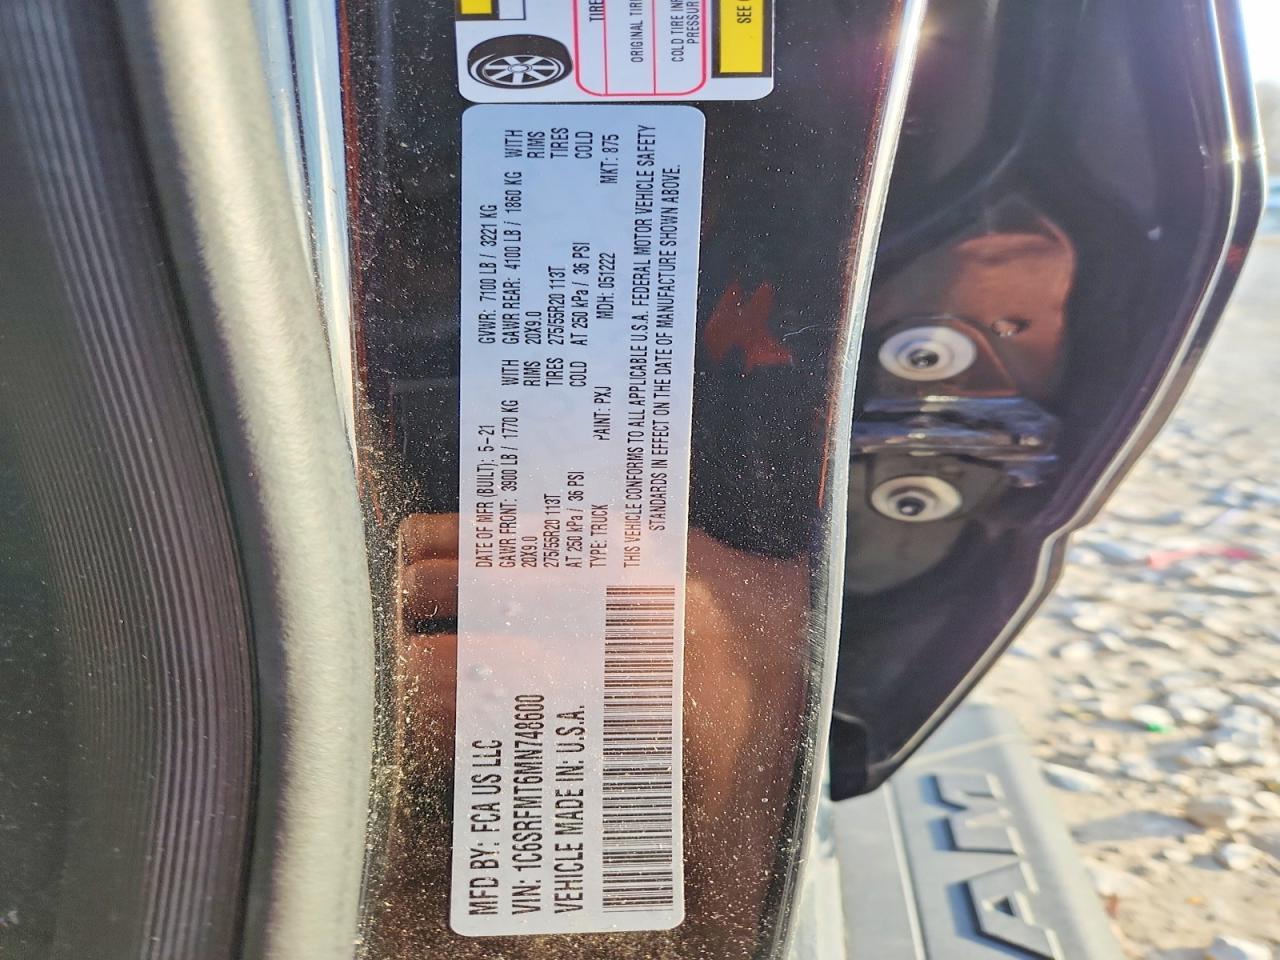 MFD BY: FCA US LLC
VIN: 1C6SRFMT6MN748600
VEHICLE MADE IN: U.S.A.
DATE OF MFR (BUILT): 5-21 GVWR: 7100 LB / 3221 KG
GAWR FRONT: 3900 LB / 1770 KG WITH GAWR REAR: 4100 LB / 1860 KG WITH
20X9.0 RIMS 20X9.0 RIMS
275/55R20 113T TIRES 275/55R20 113T TIRES
AT 250 kPa / 36 PSI COLD AT 250 kPa / 36 PSI COLD
TYPE: TRUCK PAINT: PXJ MDH: 051222 MKT: 875
THIS VEHICLE CONFORMS TO ALL APPLICABLE U.S.A. FEDERAL MOTOR VEHICLE SAFETY
STANDARDS IN EFFECT ON THE DATE OF MANUFACTURE SHOWN ABOVE.
TIRE
ORIGINAL TIR
COLD TIRE IN
PRESSUR
SEE
AM